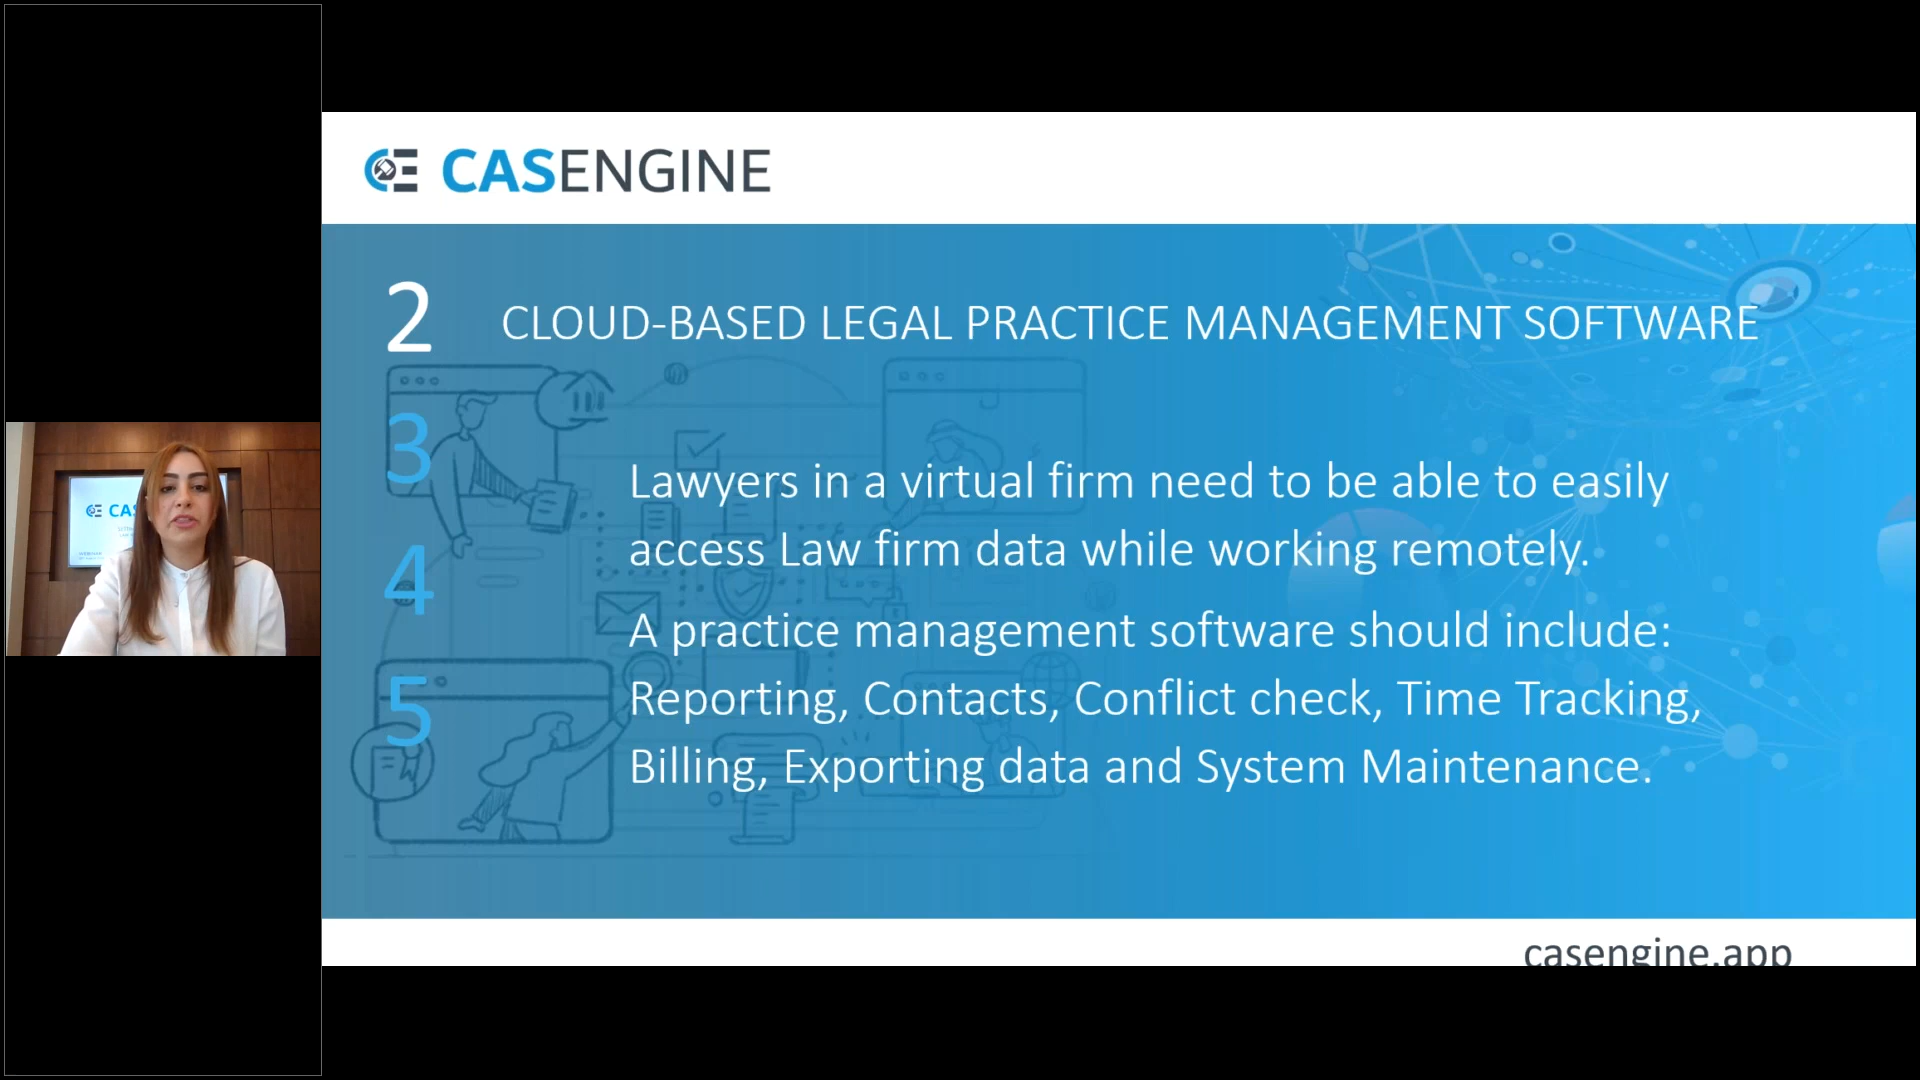 CASENGINE
2 CLOUD-BASED LEGAL PRACTICE MANAGEMENT SOFTWARE
3
Lawyers in a virtual firm need to be able to easily
access Law firm data while working remotely.
4
A practice management software should include:
Reporting, Contacts, Conflict check, Time Tracking,
5
Billing, Exporting data and System Maintenance.
casengine.app
CAS